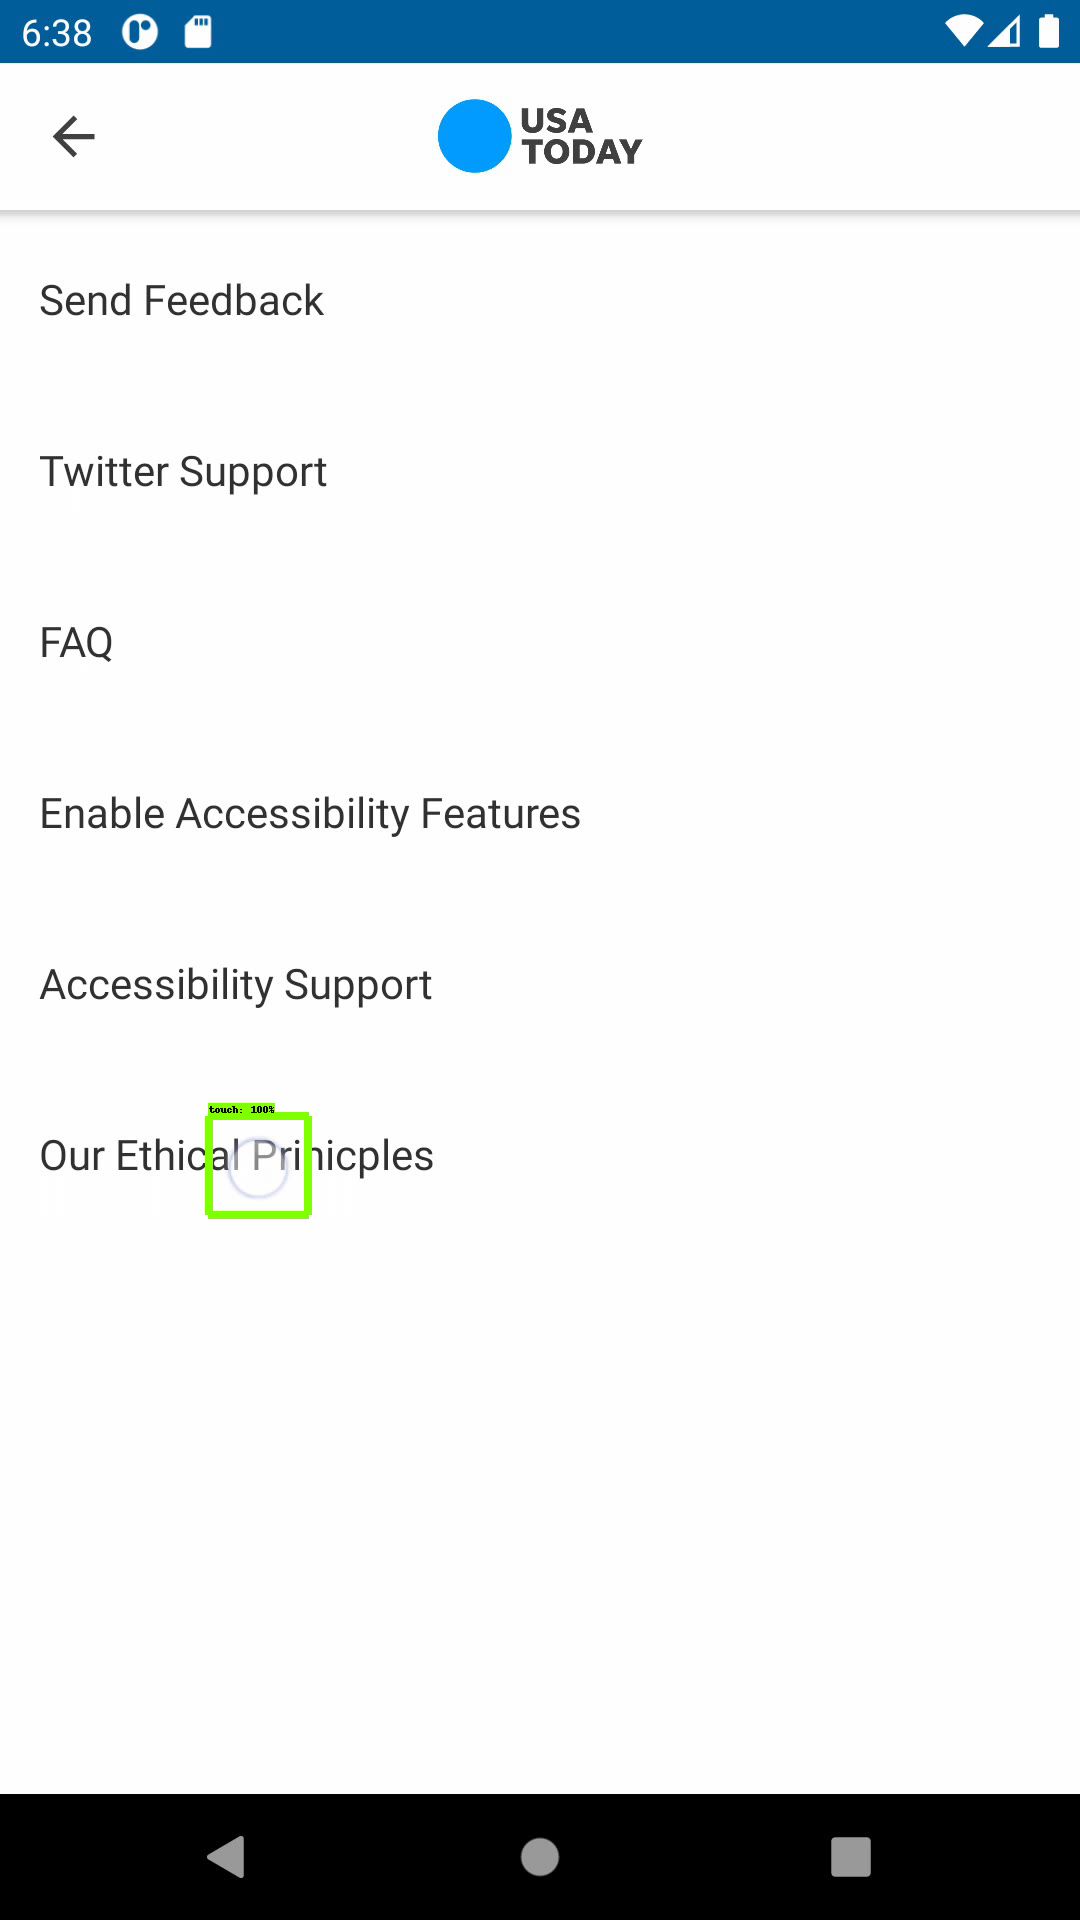 6:38
USA
TODAY
Send Feedback
Twitter Support
FAQ
Enable Accessibility Features
Accessibility Support
touch: 100%
Our Ethical Prinicples